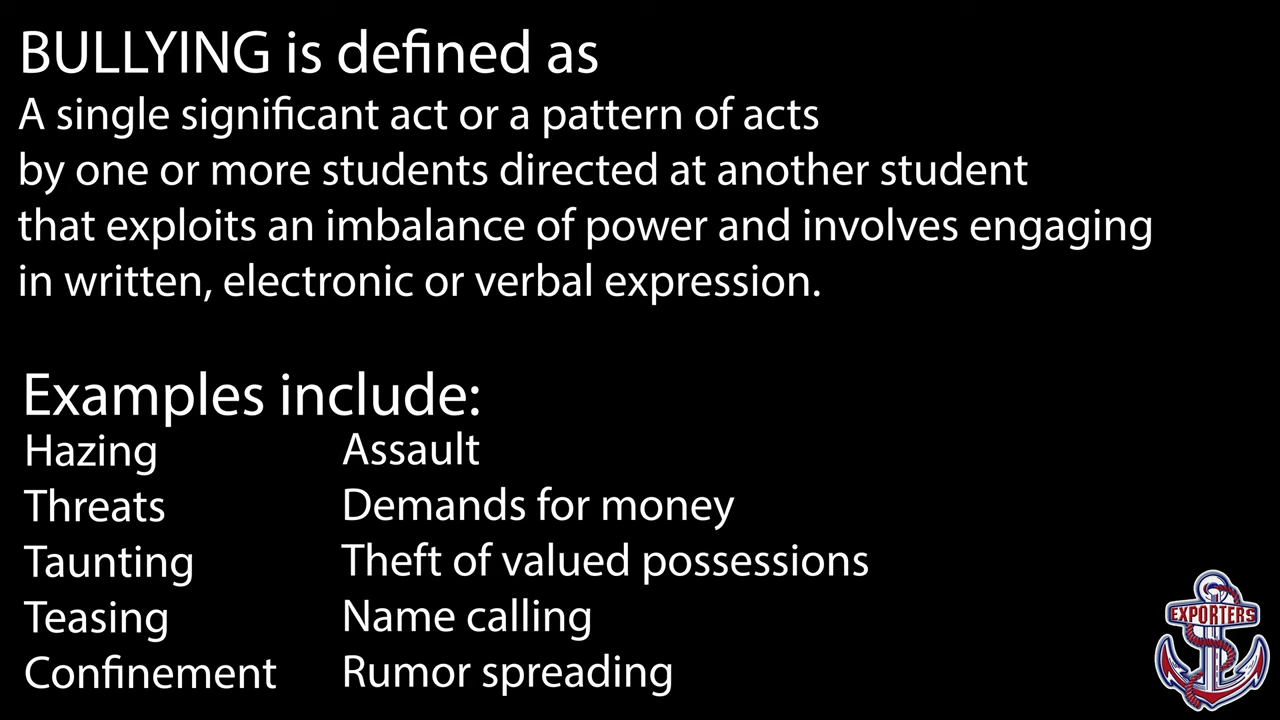 BULLYING is defined as
A single significant act or a pattern of acts
by one or more students directed at another student
that exploits an imbalance of power and involves engaging
in written, electronic or verbal expression.
Examples include:
Hazing
Threats
Taunting
Teasing
Confinement
Assault
Demands for money
Theft of valued possessions
Name calling
Rumor spreading
EXPORTERS